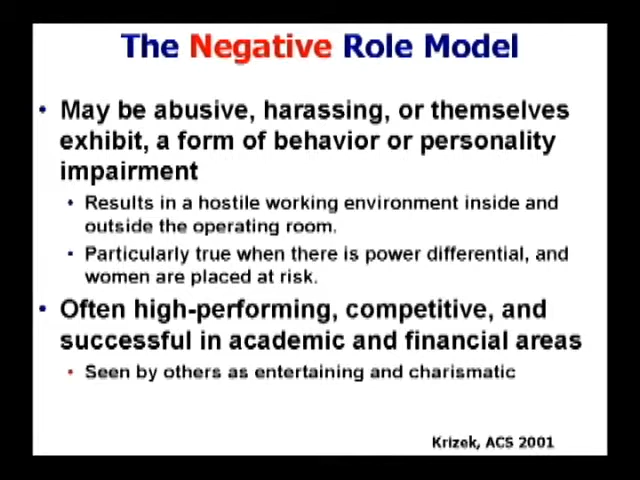 The Negative Role Model
• May be abusive, harassing, or themselves
exhibit, a form of behavior or personality
impairment
• Results in a hostile working environment inside and
outside the operating room.
• Particularly true when there is power differential, and
women are placed at risk.
• Often high-performing, competitive, and
successful in academic and financial areas
• Seen by others as entertaining and charismatic
Krizek, ACS 2001